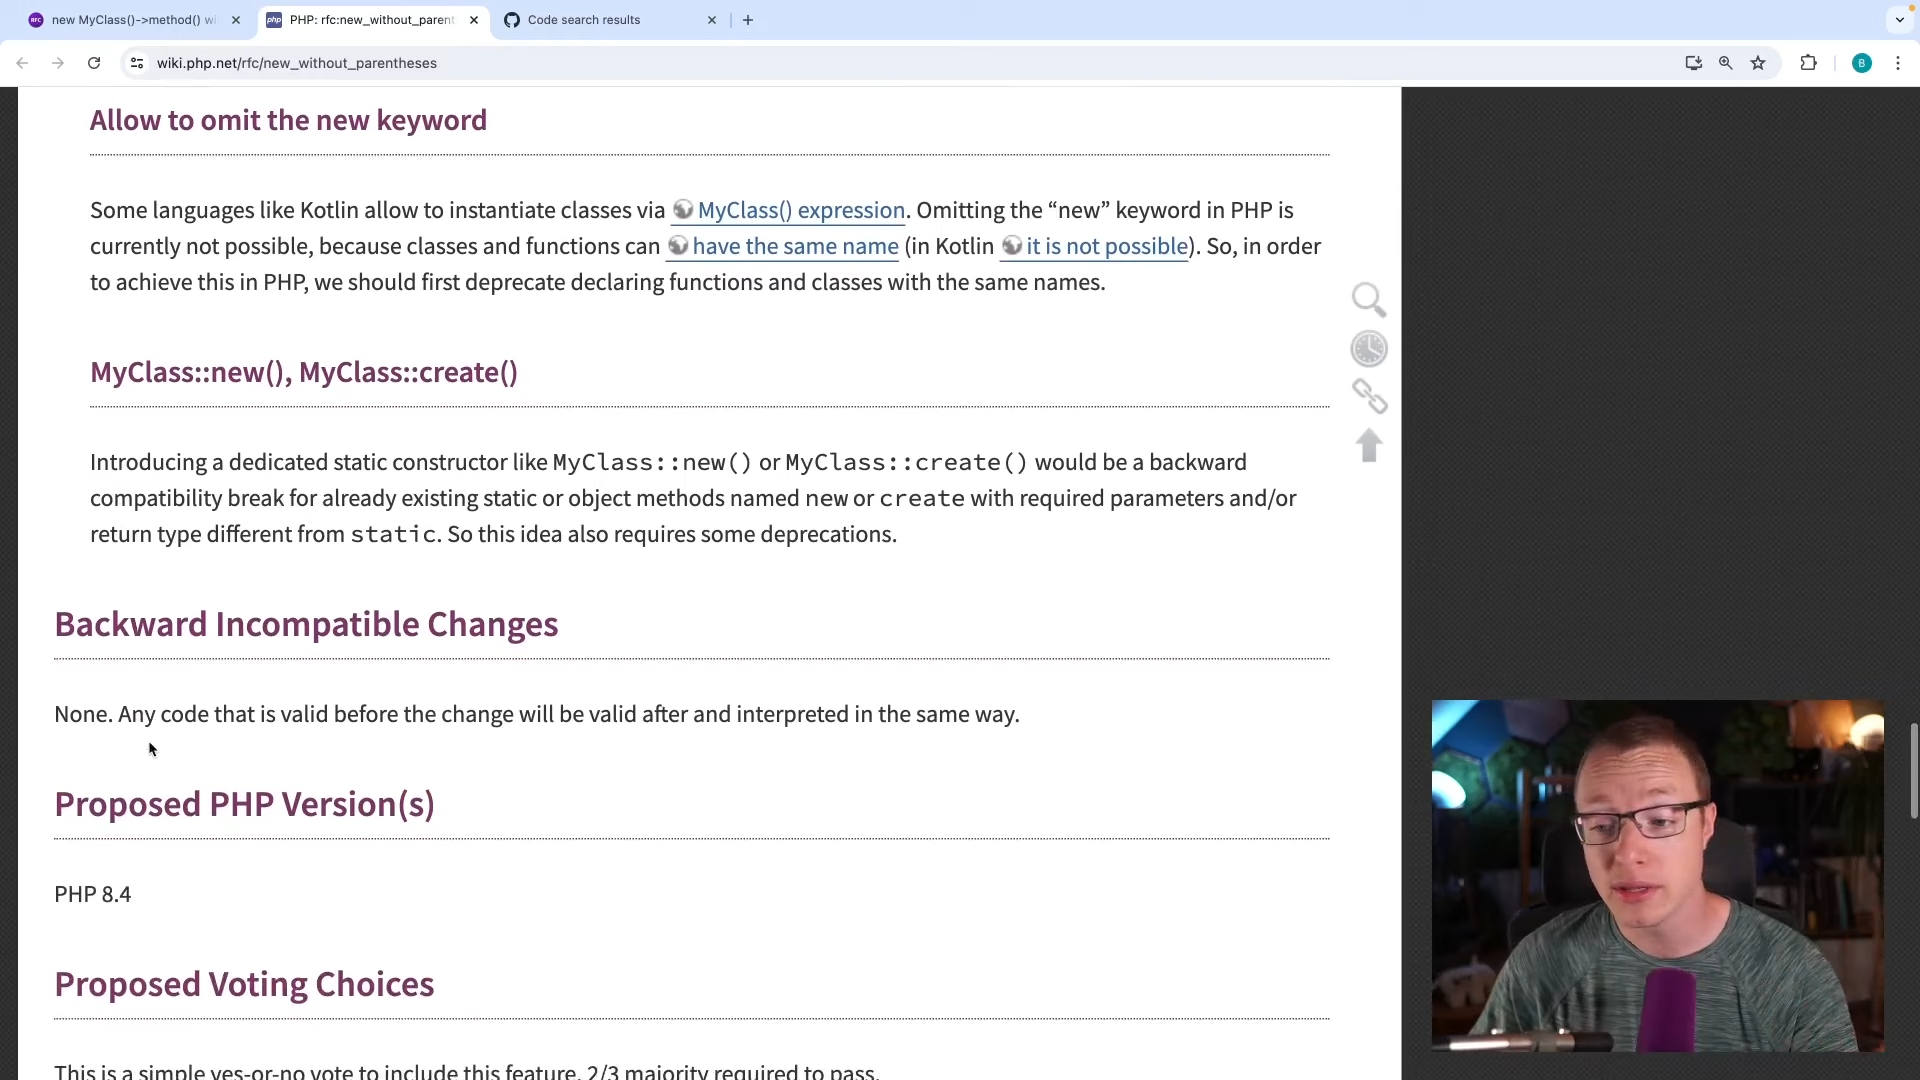 new MyClass()->method() wi
PHP: rfc:new_without_parent
Code search results
wiki.php.net/rfc/new_without_parentheses
B
Allow to omit the new keyword
Some languages like Kotlin allow to instantiate classes via MyClass() expression. Omitting the “new” keyword in PHP is
currently not possible, because classes and functions can have the same name (in Kotlin it is not possible). So, in order
to achieve this in PHP, we should first deprecate declaring functions and classes with the same names.
MyClass::new(), MyClass::create()
Introducing a dedicated static constructor like MyClass::new() or MyClass::create() would be a backward
compatibility break for already existing static or object methods named new or create with required parameters and/or
return type different from static. So this idea also requires some deprecations.
Backward Incompatible Changes
None. Any code that is valid before the change will be valid after and interpreted in the same way.
Proposed PHP Version(s)
PHP 8.4
Proposed Voting Choices
This is a simple yes-or-no vote to include this feature. 2/3 majority required to pass.